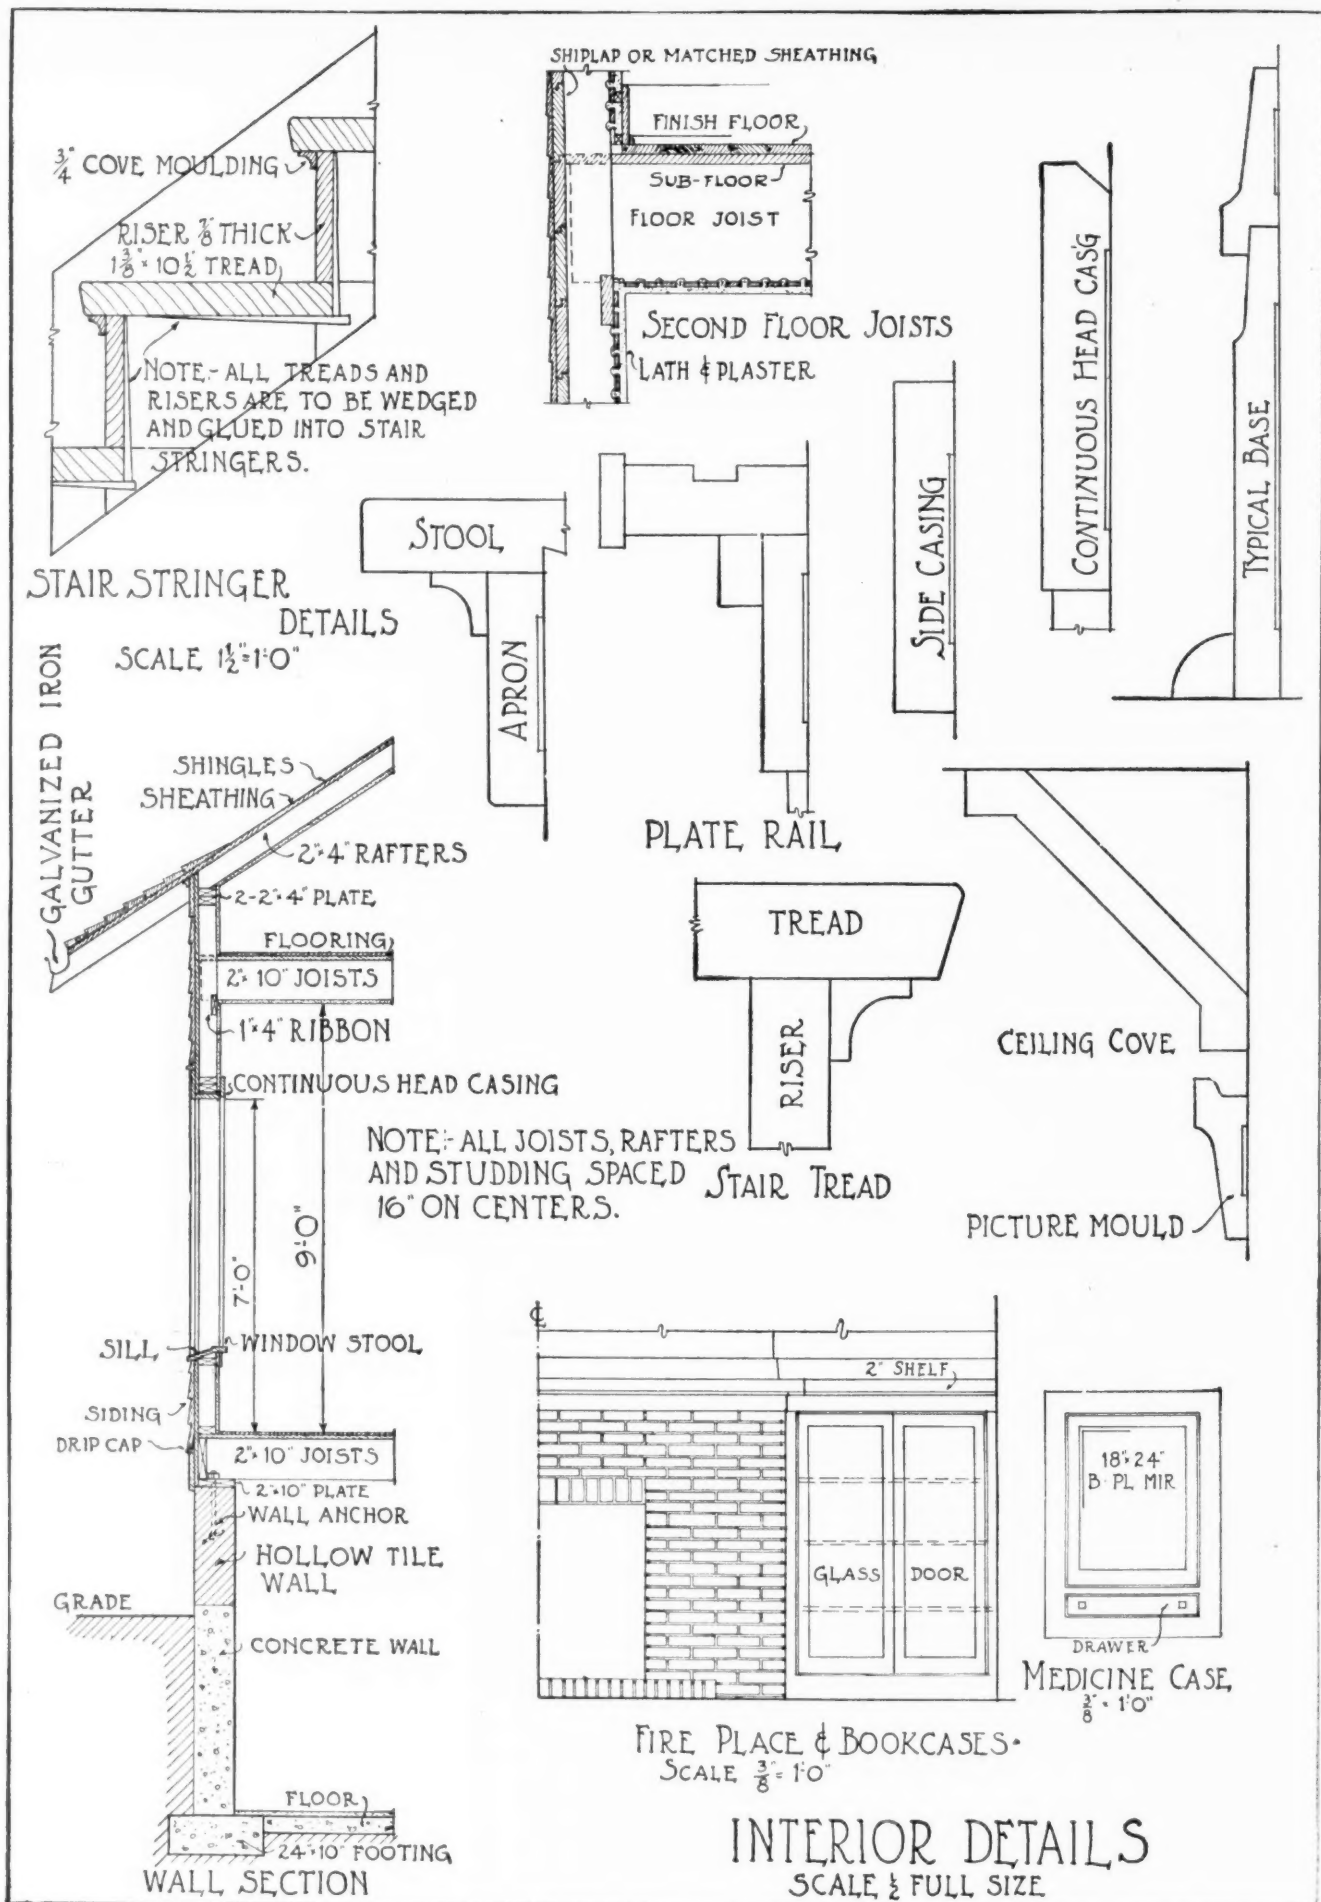 3/4" COVE MOULDING
RISER 7/8" THICK
1 3/8" × 10 1/2" TREAD
NOTE:- ALL TREADS AND
RISERS ARE TO BE WEDGED
AND GLUED INTO STAIR
STRINGERS.
STAIR STRINGER
DETAILS
SCALE 1 1/2" = 1'-0"
SHIPLAP OR MATCHED SHEATHING
FINISH FLOOR
SUB-FLOOR
FLOOR JOIST
SECOND FLOOR JOISTS
LATH & PLASTER
STOOL
APRON
PLATE RAIL
SIDE CASING
CONTINUOUS HEAD CAS'G
TYPICAL BASE
GALVANIZED IRON
GUTTER
SHINGLES
SHEATHING
2"×4" RAFTERS
2-2"×4" PLATE
FLOORING
2"×10" JOISTS
1"×4" RIBBON
CONTINUOUS HEAD CASING
7'-0"
9'-0"
SILL
WINDOW STOOL
SIDING
DRIP CAP
2"×10" JOISTS
2"×10" PLATE
WALL ANCHOR
HOLLOW TILE
WALL
GRADE
CONCRETE WALL
FLOOR
24"×10" FOOTING
WALL SECTION
NOTE:- ALL JOISTS, RAFTERS
AND STUDDING SPACED
16" ON CENTERS.
TREAD
RISER
STAIR TREAD
CEILING COVE
PICTURE MOULD
℄
2" SHELF
GLASS
DOOR
FIRE PLACE & BOOKCASES
SCALE 3/8" = 1'-0"
18"×24"
B·PL MIR
DRAWER
MEDICINE CASE
3/8" = 1'0"
INTERIOR DETAILS
SCALE 1/2 FULL SIZE